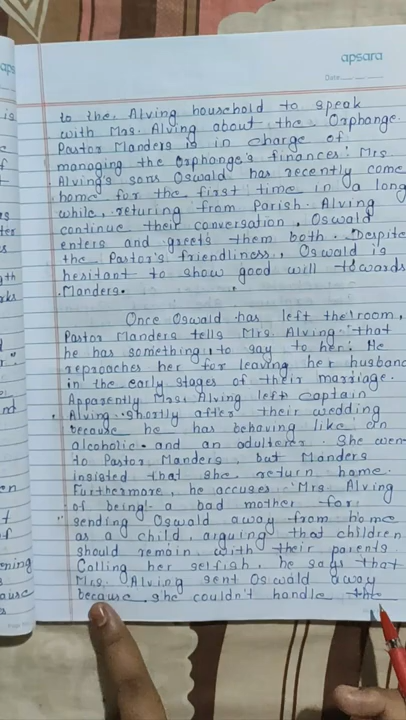 apsara
Date
to the Alving household to speak
with Mrs. Alving about the Orphange.
Pastor Manders is in charge of
managing the Orphange's finances. Mrs
Alving's sons Oswald has recently come
home for the first time in a long
while, returing from Parish. Alving
continue their conversation, Oswald
enters and greets them both. Despite
the Pastor's friendliness, Oswald is
hesitant to show good will towards
Manders.
Once Oswald has left the room,
Pastor Manders tells Mrs. Alving that
he has something to say to her. He
reproaches her for leaving her husband
in the early stages of their marriage.
Apparently Mrs. Alving left Captain
Alving shortly after their wedding
because he has behaving like an
alcoholic and an adulterer. She wen
to Pastor Manders, but Manders
insisted that she return home.
Furthermore, he accuses Mrs. Alving
of being a bad mother for
sending Oswald away from home
as a child, arguing that children
should remain with their parents.
Calling her selfish, he says that
Mrs. Alving sent Oswald away
because she couldn't handle the